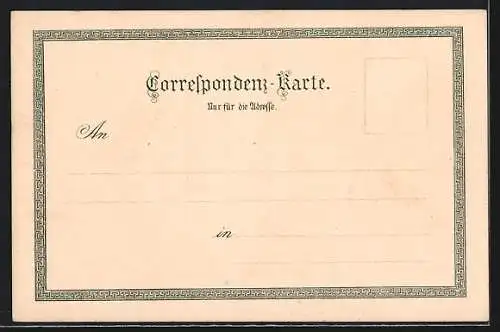 Correspondenz-Karte.
Nur für die Adresse.
An
in